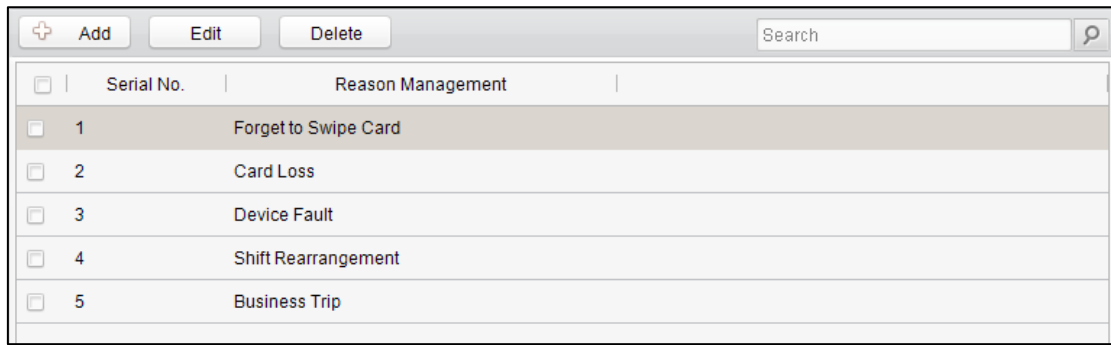 Add Edit Delete Search
Serial No. Reason Management
1 Forget to Swipe Card
2 Card Loss
3 Device Fault
4 Shift Rearrangement
5 Business Trip